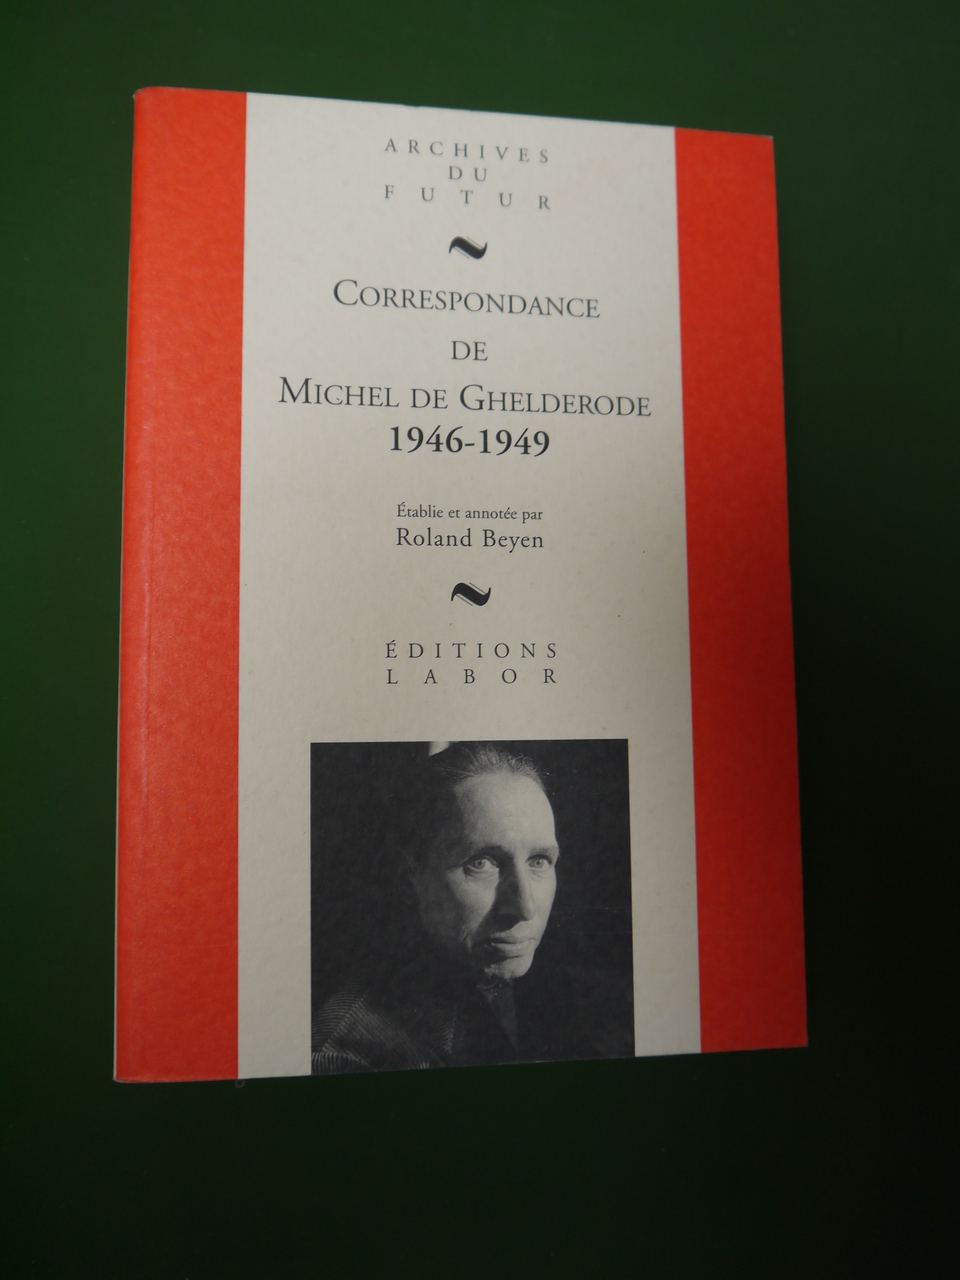 ARCHIVES
DU
FUTUR
CORRESPONDANCE
DE
MICHEL DE GHELDERODE
1946-1949
Établie et annotée par
Roland Beyen
ÉDITIONS
LABOR